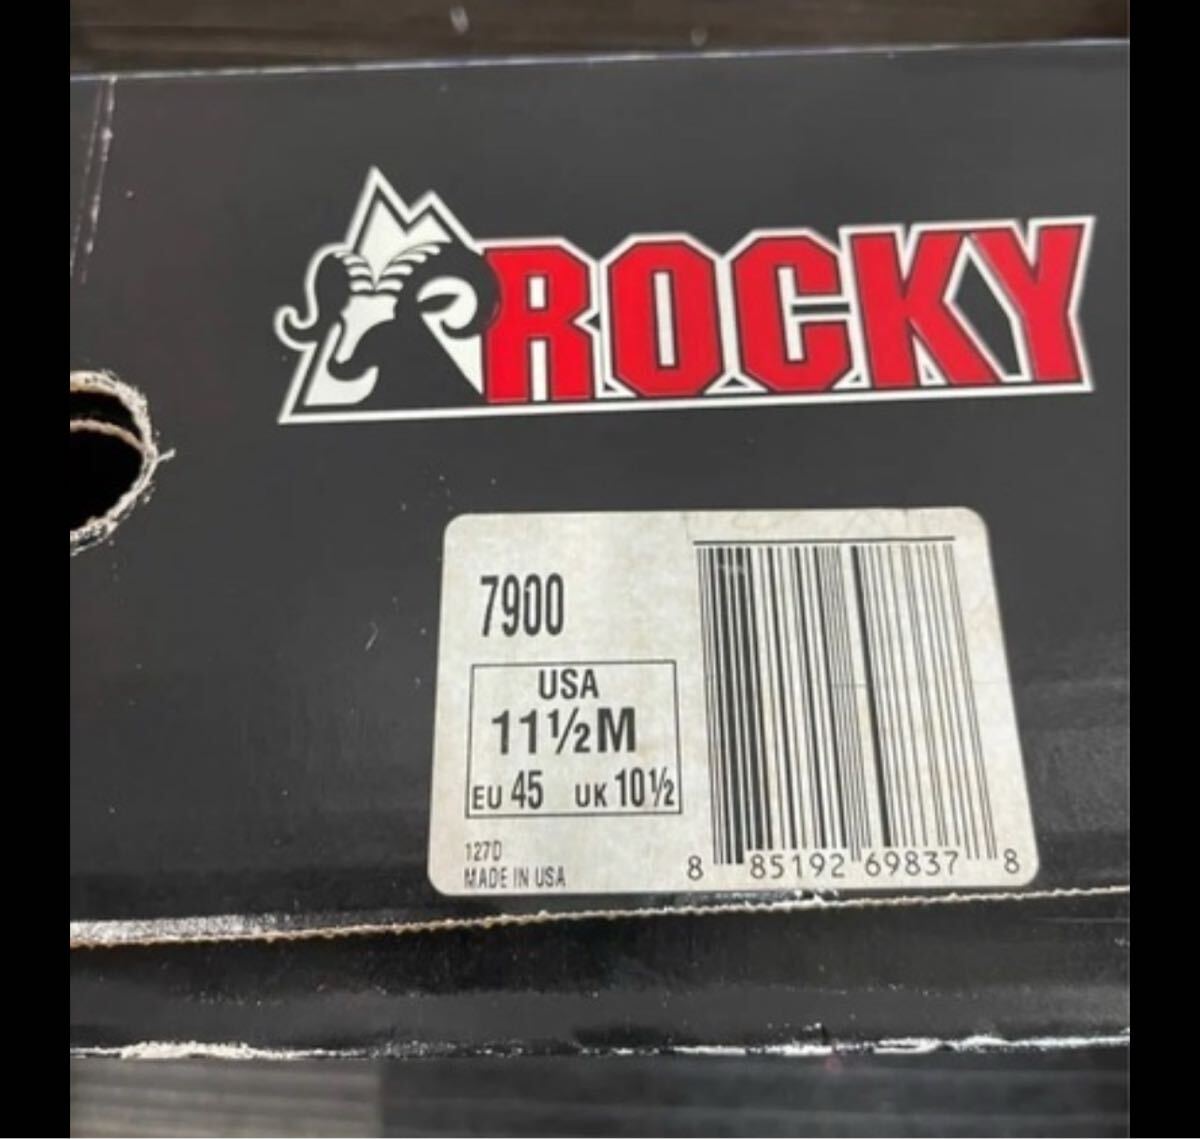 ROCKY
7900
USA
11½M
EU 45 UK 10½
127D
MADE IN USA
8 85192 69837 8